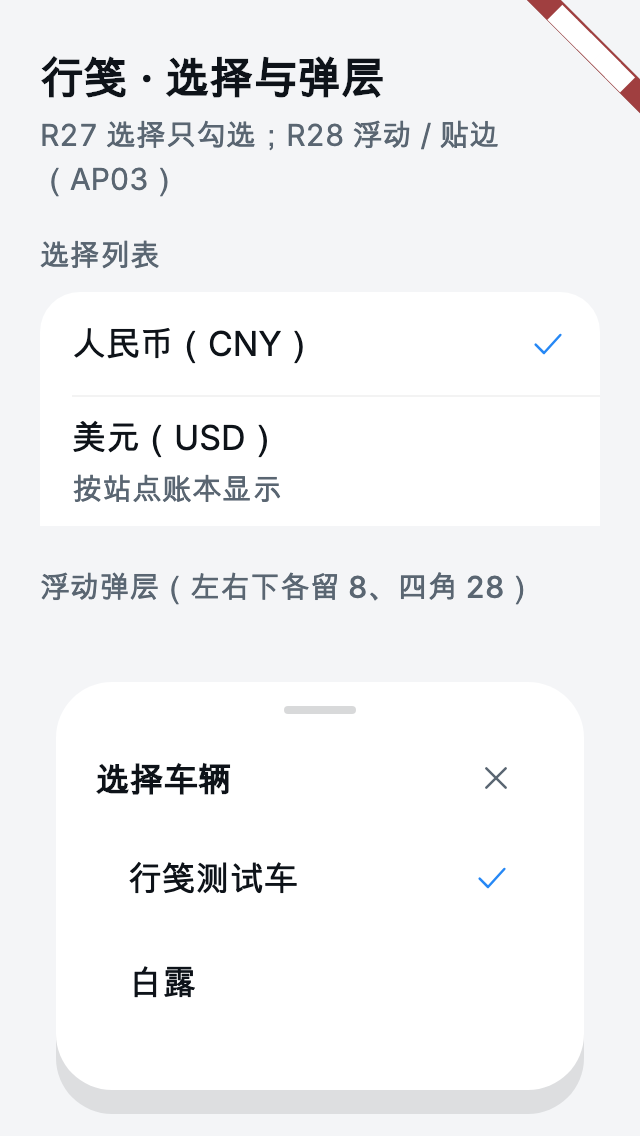 行笺 · 选择与弹层
R27 选择只勾选；R28 浮动 / 贴边
（AP03）
选择列表
人民币（CNY）
美元（USD）
按站点账本显示
浮动弹层（左右下各留 8、四角 28）
选择车辆
行笺测试车
白露